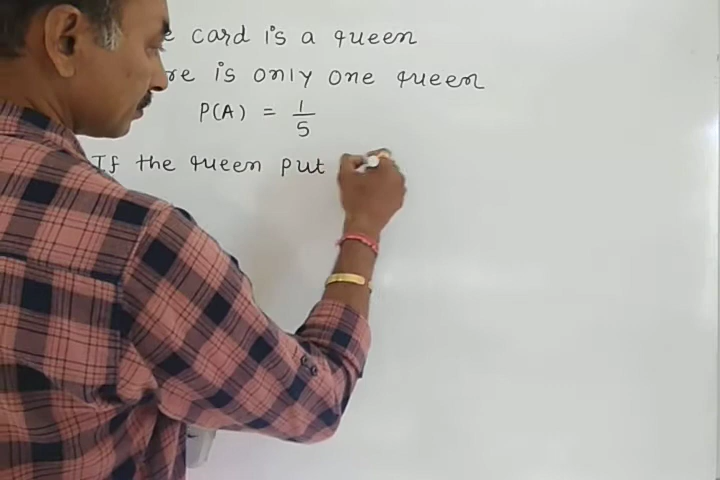 card is a queen
is only one queen
P(A) = 1/5
If the queen put